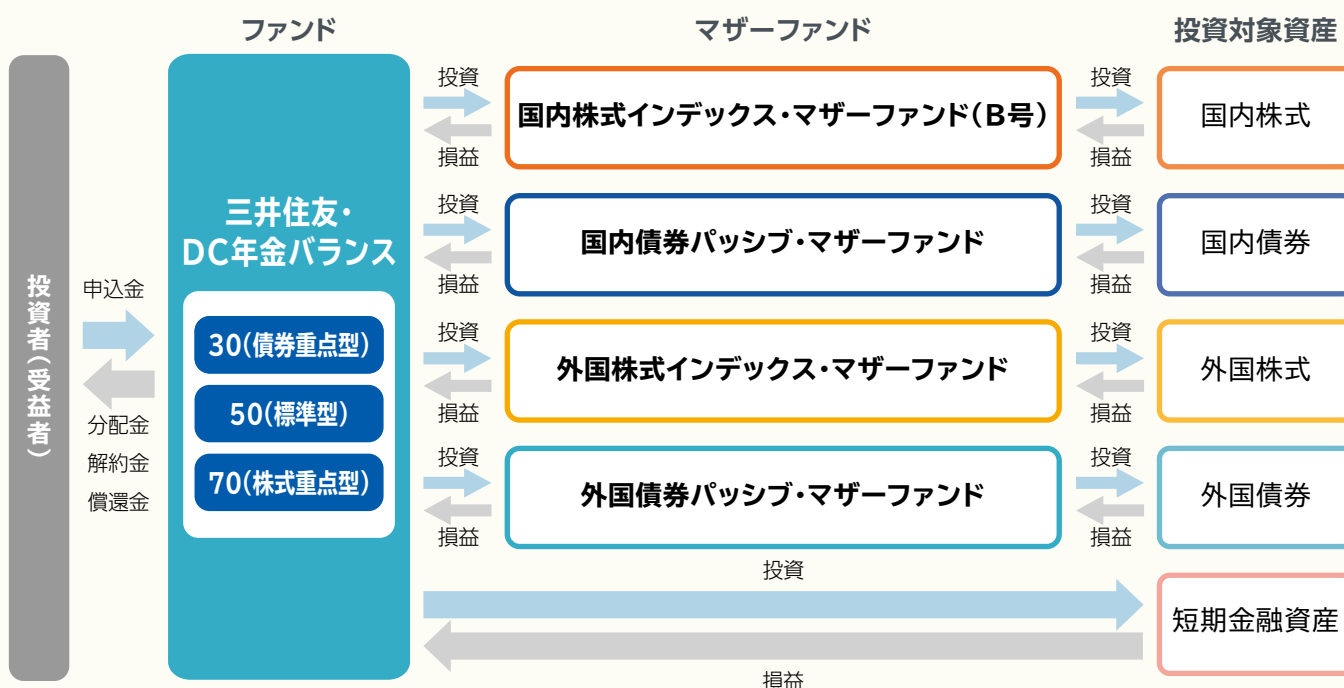 ファンド
マザーファンド
投資対象資産
投資者(受益者)
申込金
分配金
解約金
償還金
三井住友・
DC年金バランス
30(債券重点型)
50(標準型)
70(株式重点型)
投資
損益
国内株式インデックス・マザーファンド(B号)
投資
損益
国内株式
投資
損益
国内債券パッシブ・マザーファンド
投資
損益
国内債券
投資
損益
外国株式インデックス・マザーファンド
投資
損益
外国株式
投資
損益
外国債券パッシブ・マザーファンド
投資
損益
外国債券
投資
損益
短期金融資産